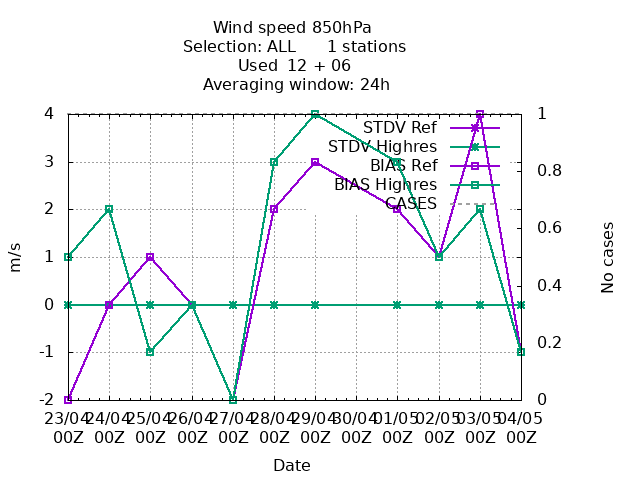 Wind speed 850hPa
Selection: ALL 1 stations
Used 12 + 06
Averaging window: 24h
STDV Ref
STDV Highres
BIAS Ref
BIAS Highres
CASES
m/s
4
3
2
1
0
-1
-2
1
0.8
0.6
0.4
0.2
0
No cases
23/04 24/04 25/04 26/04 27/04 28/04 29/04 30/04 01/05 02/05 03/05 04/05
00Z 00Z 00Z 00Z 00Z 00Z 00Z 00Z 00Z 00Z 00Z 00Z
Date